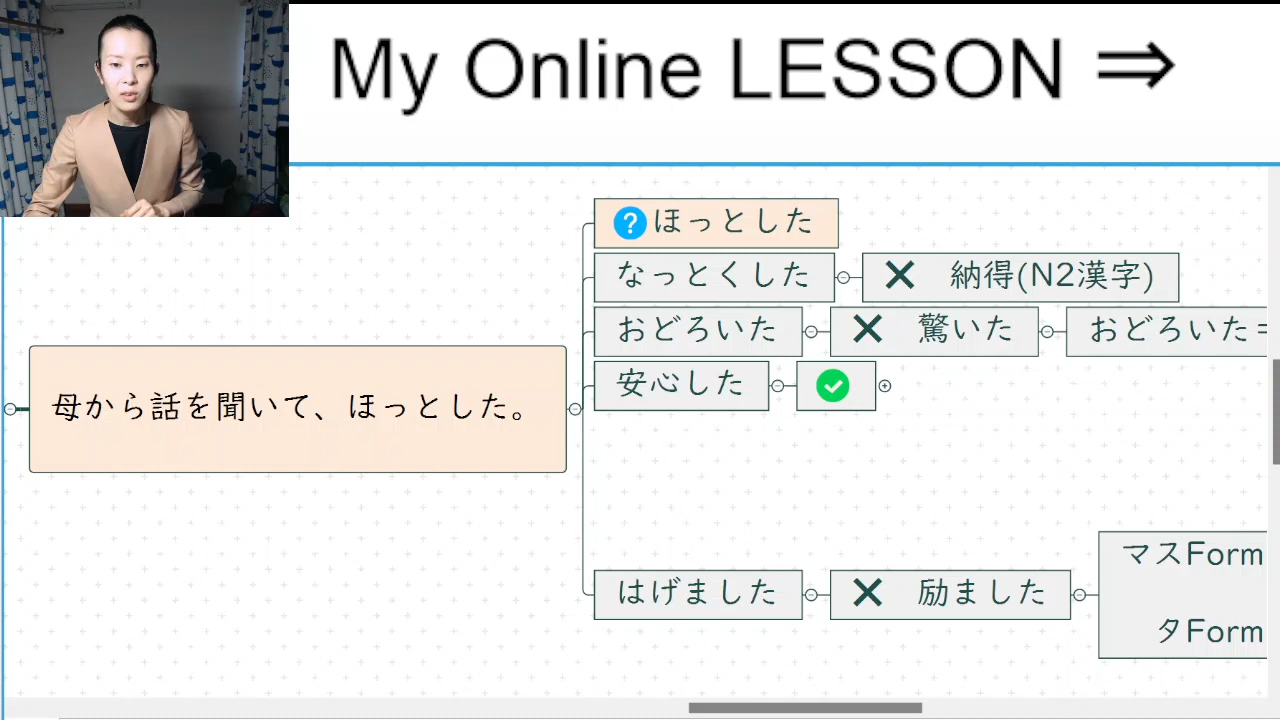 My Online LESSON ⇒
?ほっとした
なっとくした
✕ 納得(N2漢字)
おどろいた
✕ 驚いた
おどろいた=
安心した
母から話を聞いて、ほっとした。
はげました
✕ 励ました
マスForm
タForm